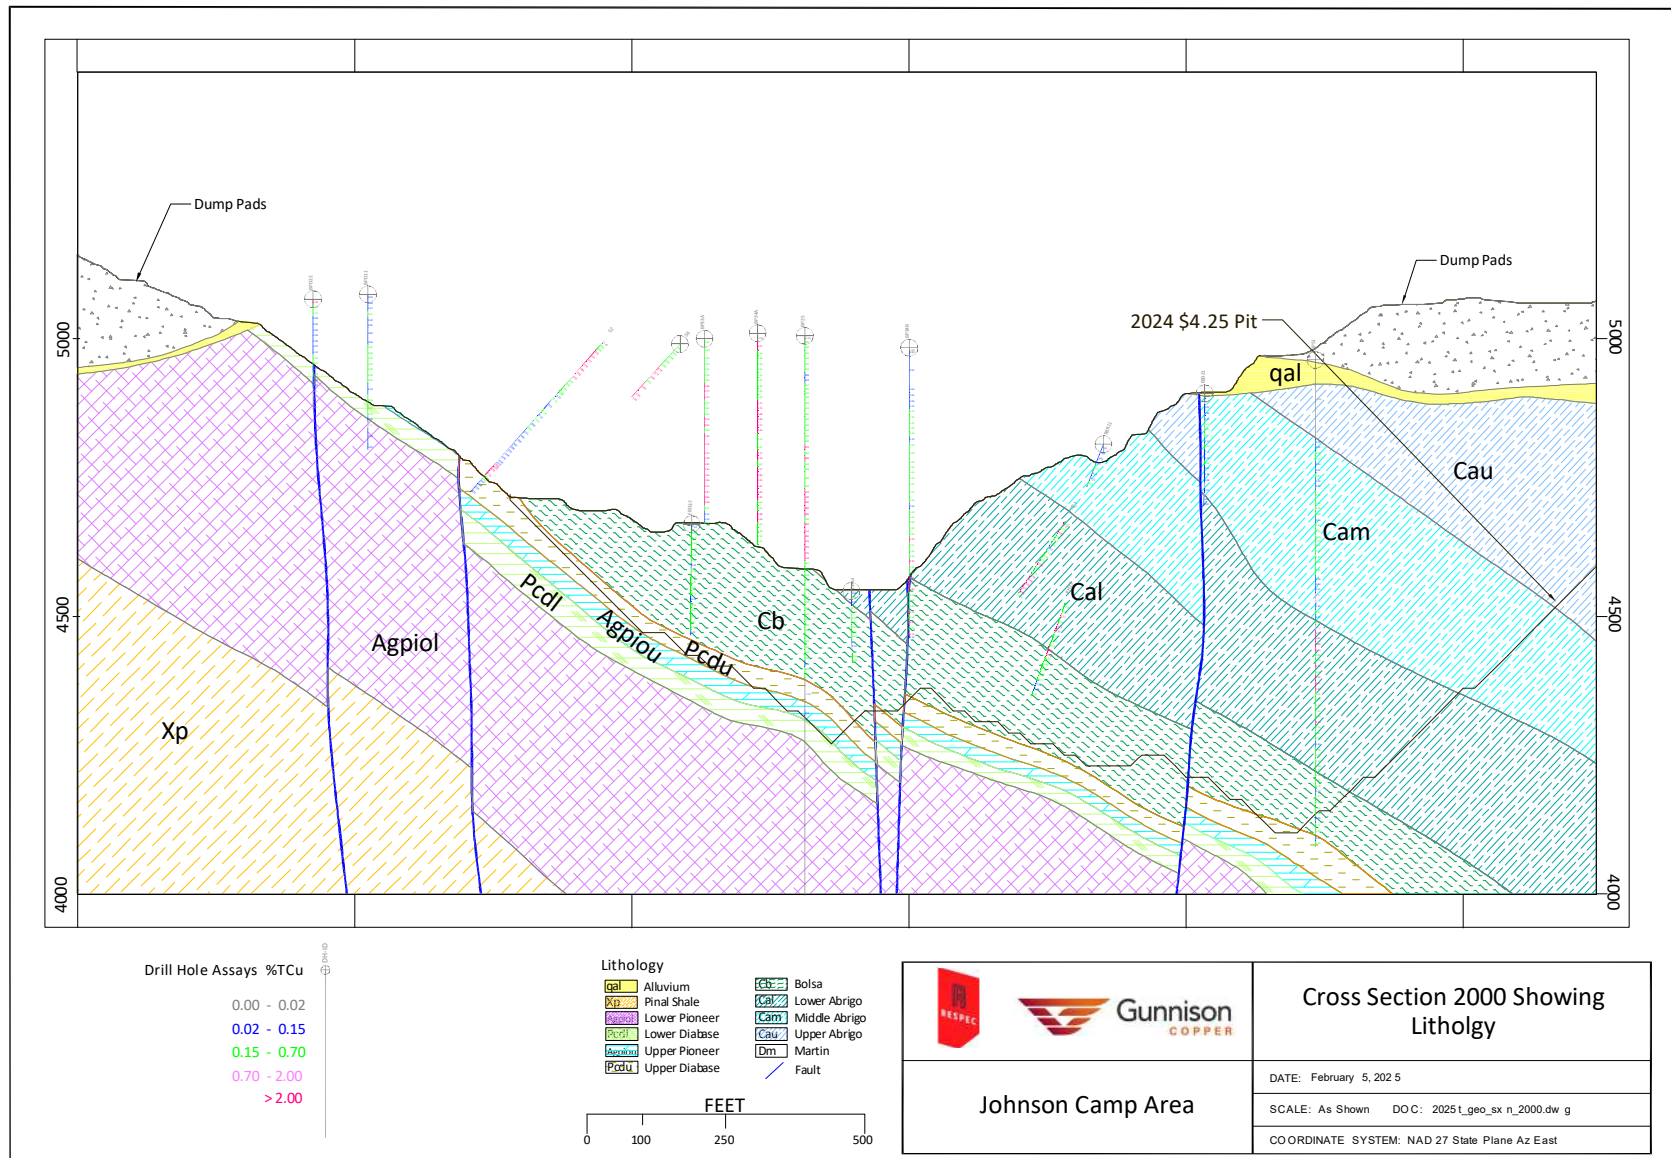 Dump Pads
Dump Pads
2024 $4.25 Pit
5000
5000
4500
4500
4000
4000
qal
Cau
Cam
Cal
Cb
Pcdl
Agpiou
Pcdu
Agpiol
Xp
Drill Hole Assays %TCu
DH-ID
0.00 - 0.02
0.02 - 0.15
0.15 - 0.70
0.70 - 2.00
> 2.00
Lithology
qal Alluvium
Xp Pinal Shale
Agpiol Lower Pioneer
Pcdl Lower Diabase
Agpiou Upper Pioneer
Pcdu Upper Diabase
Cb Bolsa
Cal Lower Abrigo
Cam Middle Abrigo
Cau Upper Abrigo
Dm Martin
Fault
FEET
0 100 250 500
RESPEC
Gunnison
COPPER
Johnson Camp Area
Cross Section 2000 Showing
Litholgy
DATE: February 5, 202 5
SCALE: As Shown DOC: 2025 t_geo_sx n_2000.dw g
COORDINATE SYSTEM: NAD 27 State Plane Az East